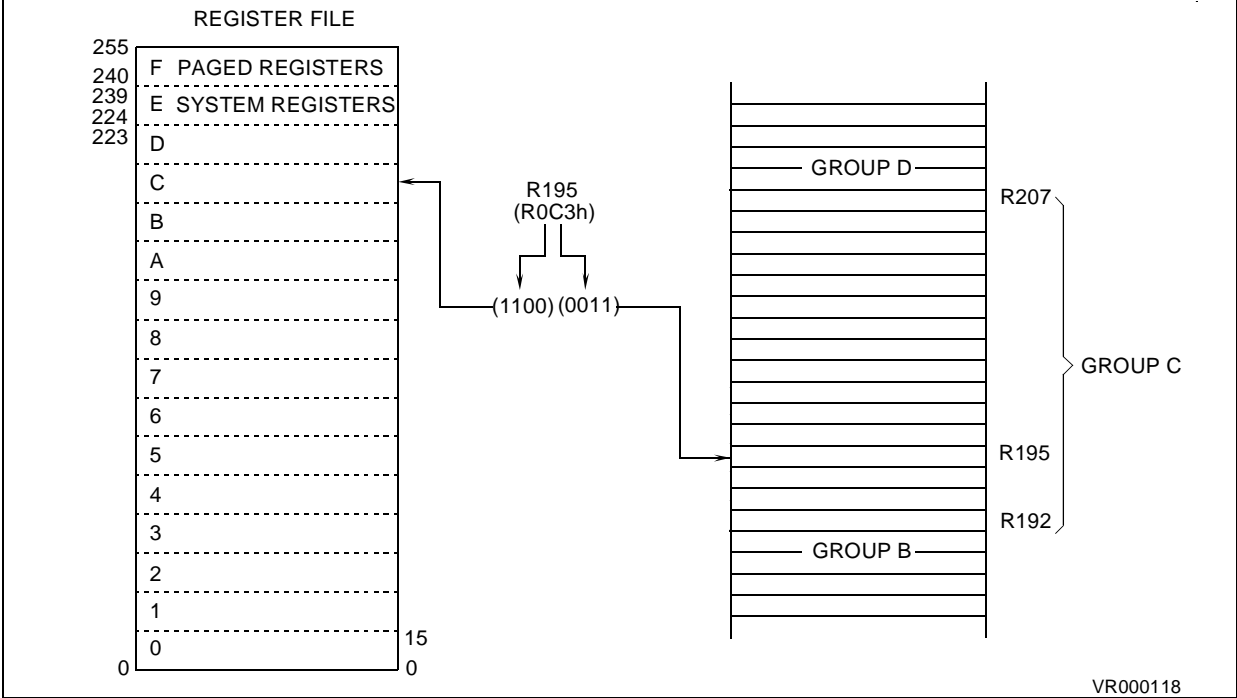 REGISTER FILE
255
240
239
224
223
F PAGED REGISTERS
E SYSTEM REGISTERS
D
C
B
A
9
8
7
6
5
4
3
2
1
0
15
0
0
R195
(R0C3h)
(1100) (0011)
GROUP D
R207
GROUP C
R195
R192
GROUP B
VR000118